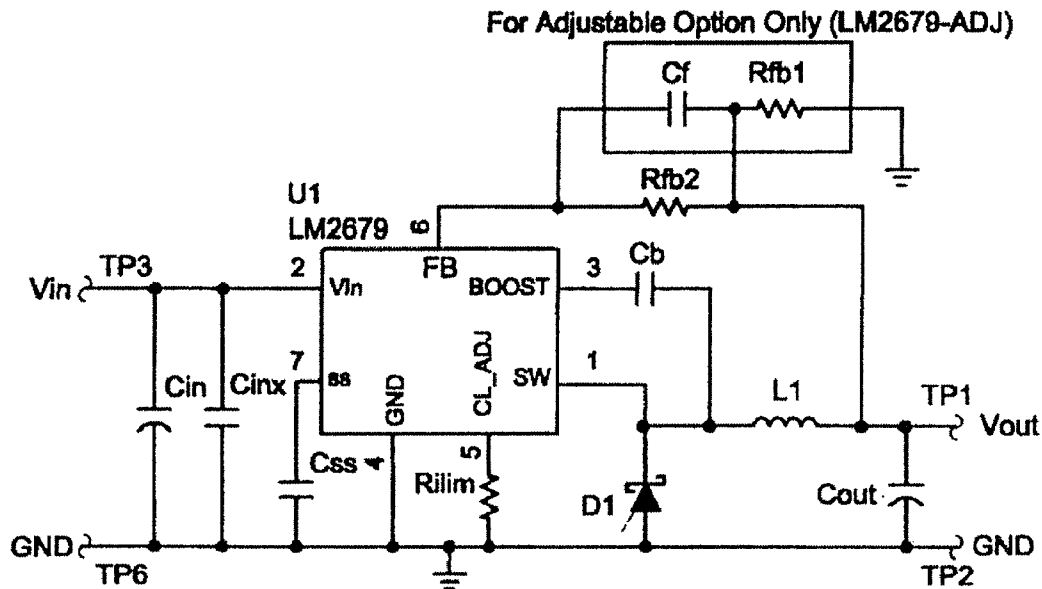 For Adjustable Option Only (LM2679-ADJ)
Cf
Rfb1
Rfb2
U1
LM2679
6
FB
Cb
TP3
2
3
Vin
VIn
BOOST
7
ss
GND
CL_ADJ
SW
1
Cin
Cinx
L1
TP1
Vout
Css
4
5
Rilim
D1
Cout
GND
GND
TP6
TP2